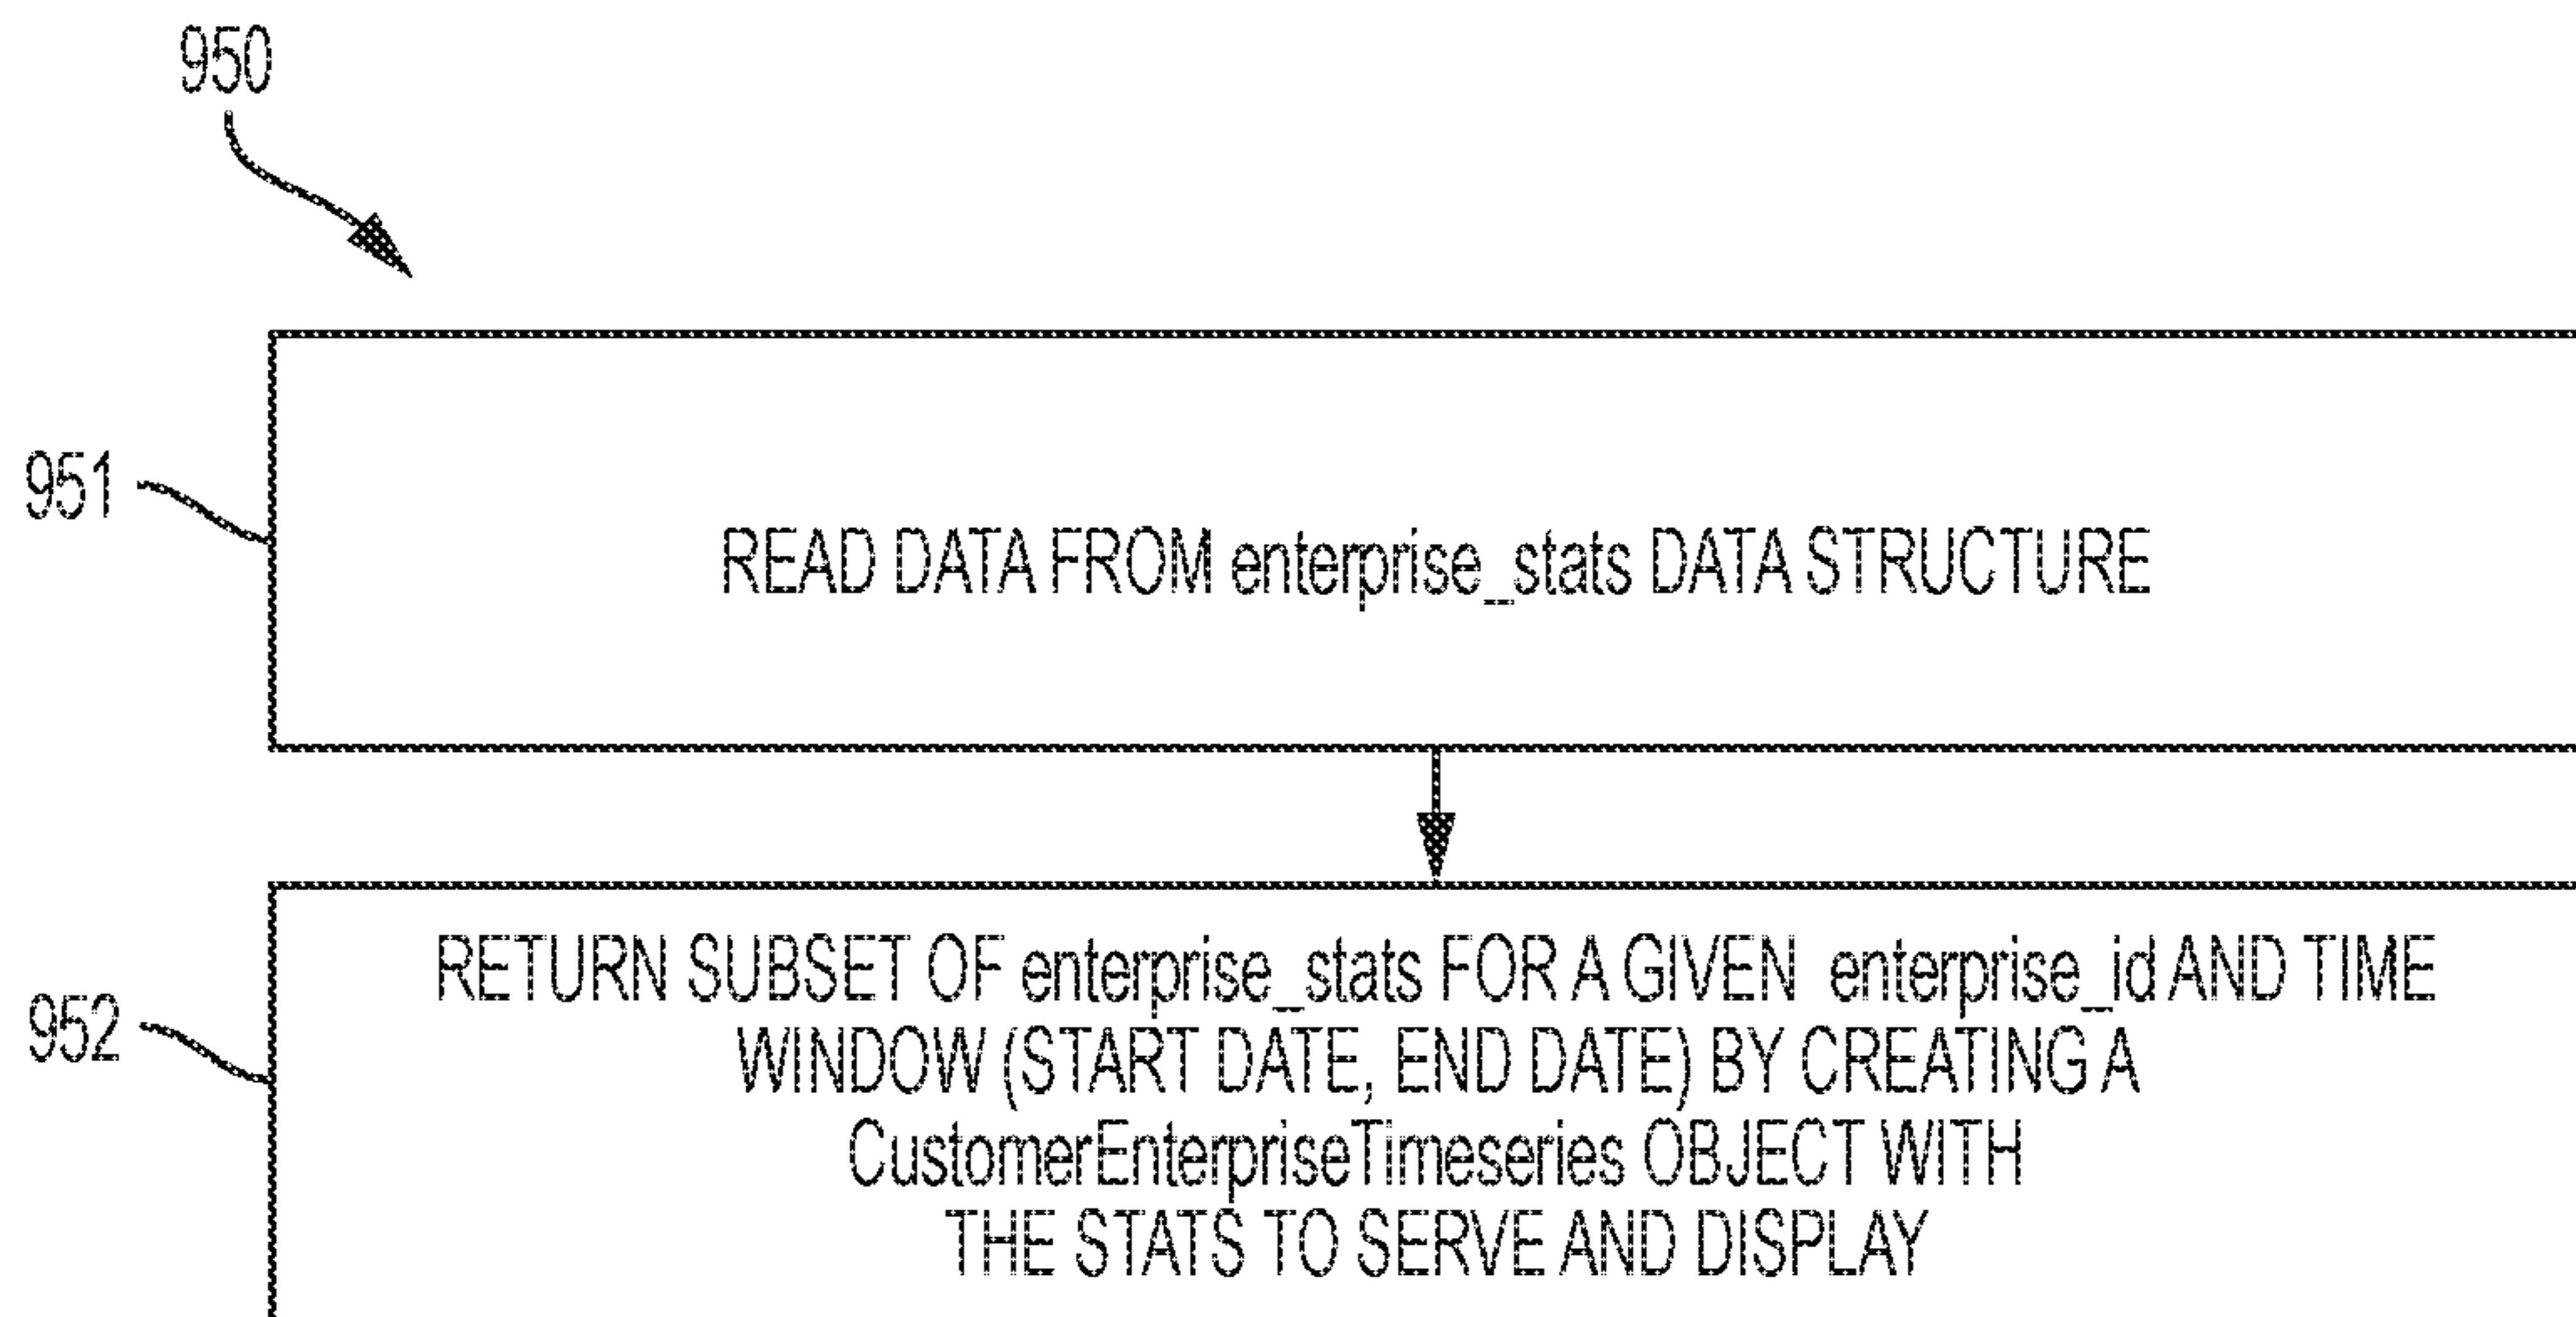 950
951
READ DATA FROM enterprise_stats DATA STRUCTURE
952
RETURN SUBSET OF enterprise_stats FOR A GIVEN enterprise_id AND TIME
WINDOW (START DATE, END DATE) BY CREATING A
CustomerEnterpriseTimeseries OBJECT WITH
THE STATS TO SERVE AND DISPLAY